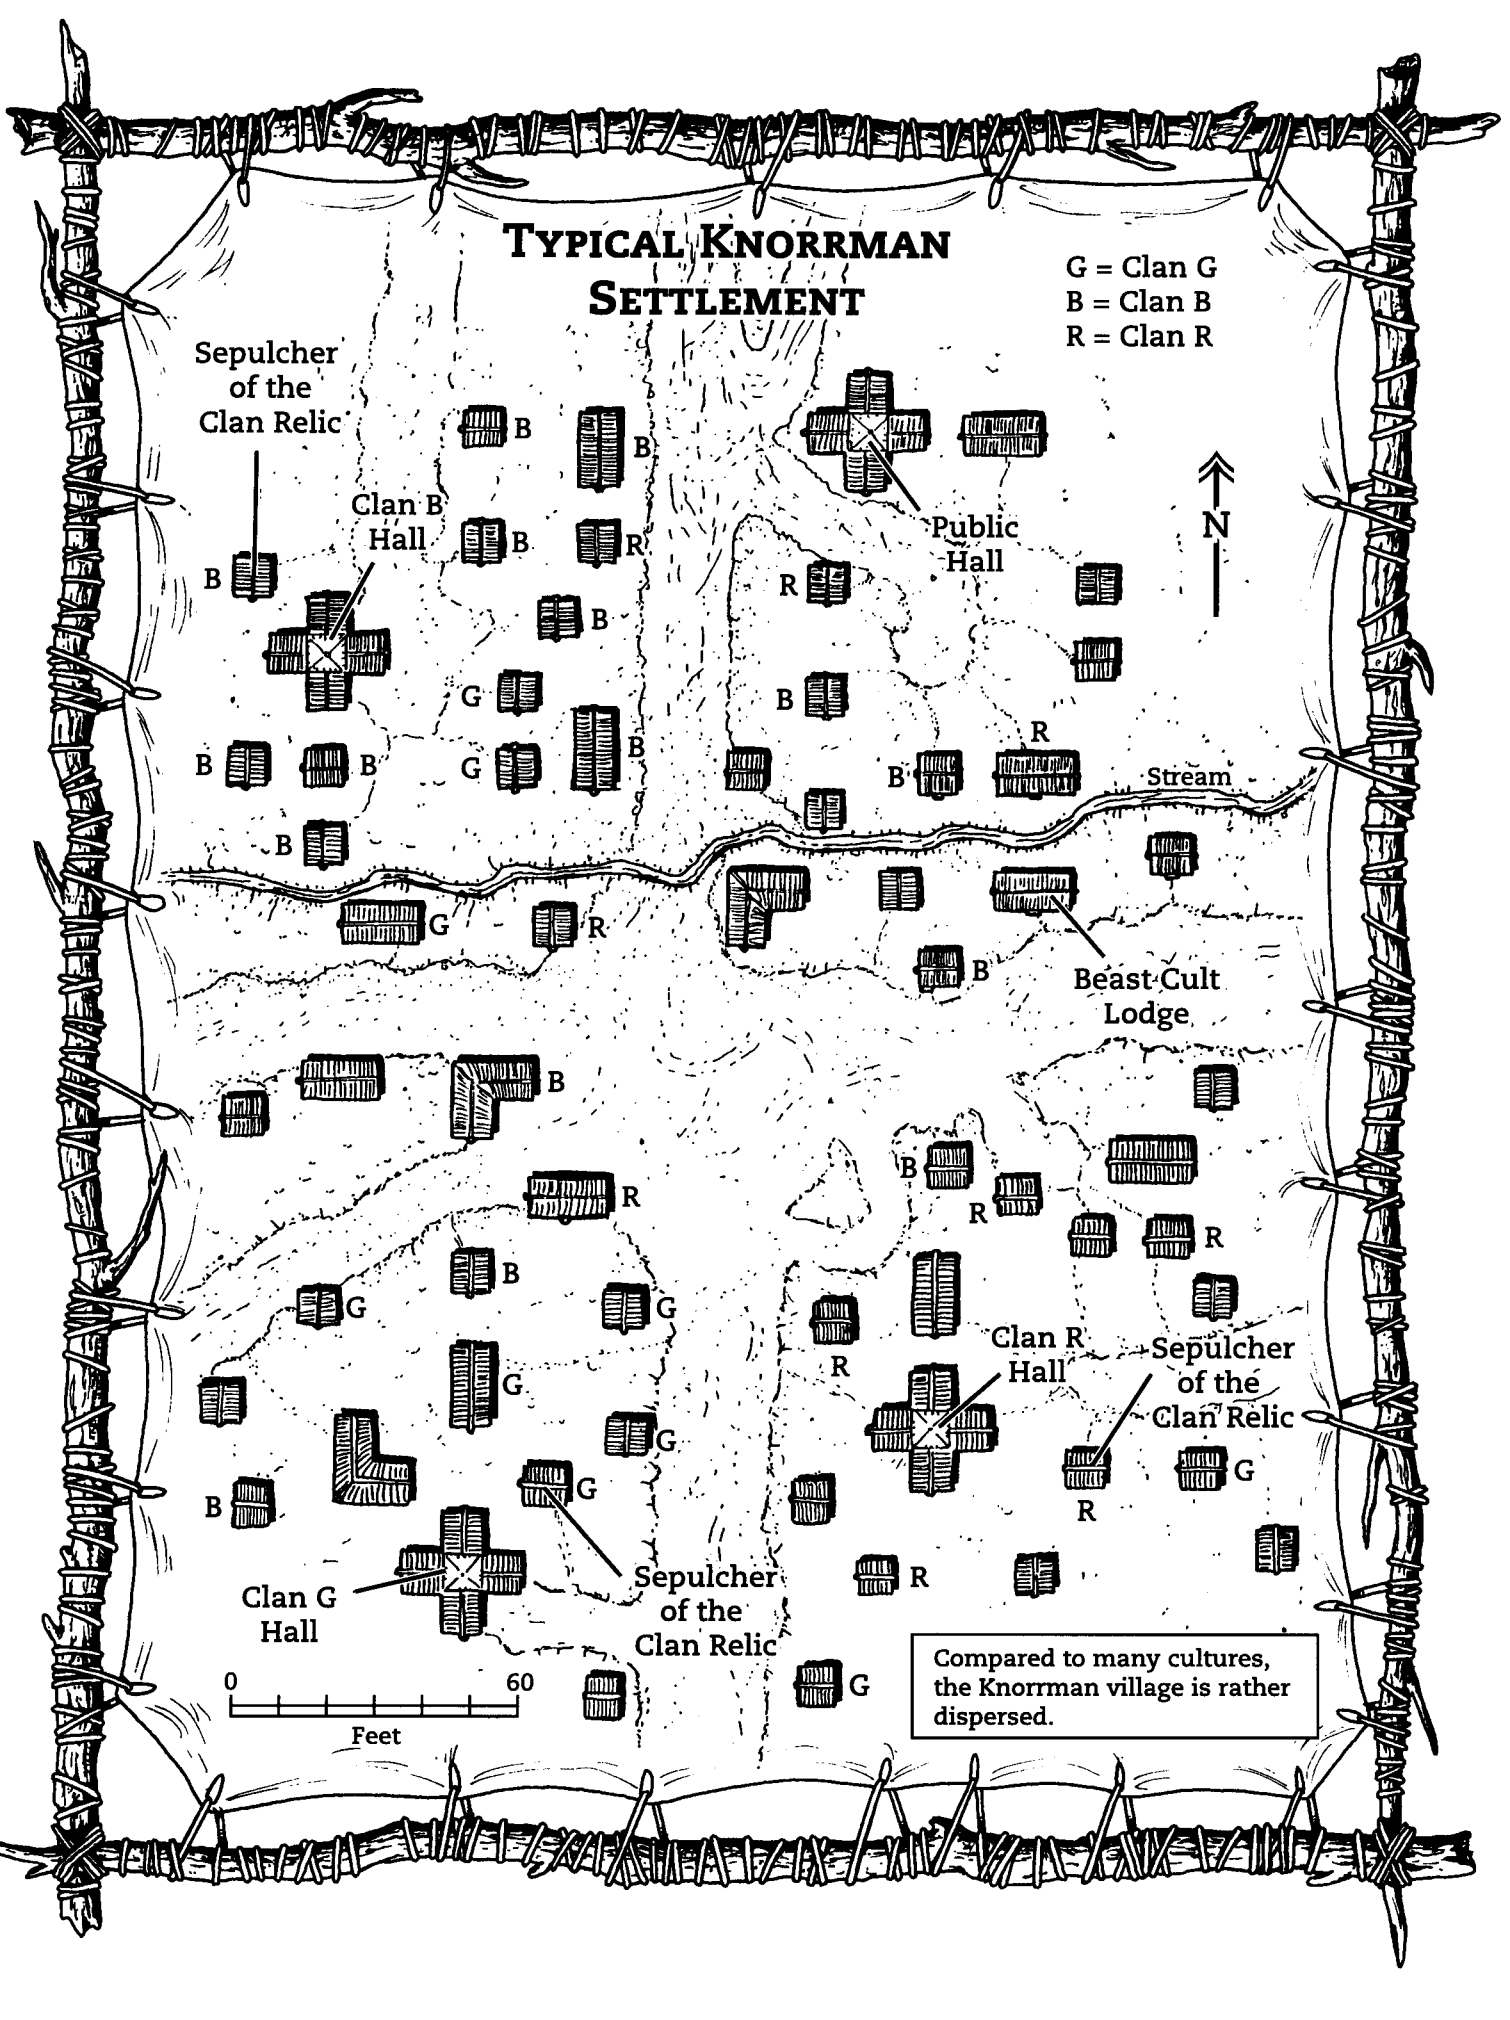 TYPICAL KNORRMAN
SETTLEMENT
G = Clan G
B = Clan B
R = Clan R
Sepulcher
of the
Clan Relic
B
B
Clan B
Hall
Public
Hall
N
B
R
B
R
B
G
B
R
B
B
G
B
B
Stream
B
G
R
B
Beast Cult
Lodge
B
B
R
R
R
B
G
G
R
Clan R
Hall
Sepulcher
of the
Clan Relic
G
G
G
G
B
R
R
Clan G
Hall
Sepulcher
of the
Clan Relic
G
0 60
Feet
Compared to many cultures,
the Knorrman village is rather
dispersed.